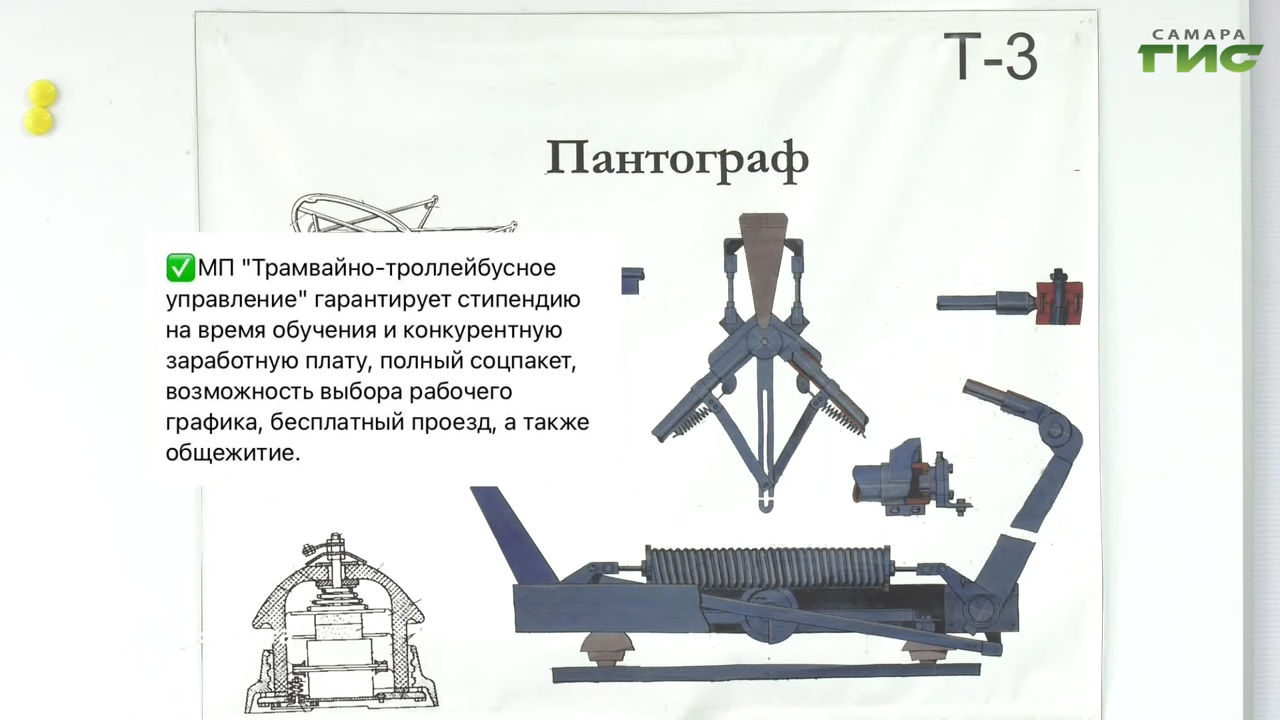 Т-3
САМАРА
ГИС
Пантограф
✅МП "Трамвайно-троллейбусное
управление" гарантирует стипендию
на время обучения и конкурентную
заработную плату, полный соцпакет,
возможность выбора рабочего
графика, бесплатный проезд, а также
общежитие.